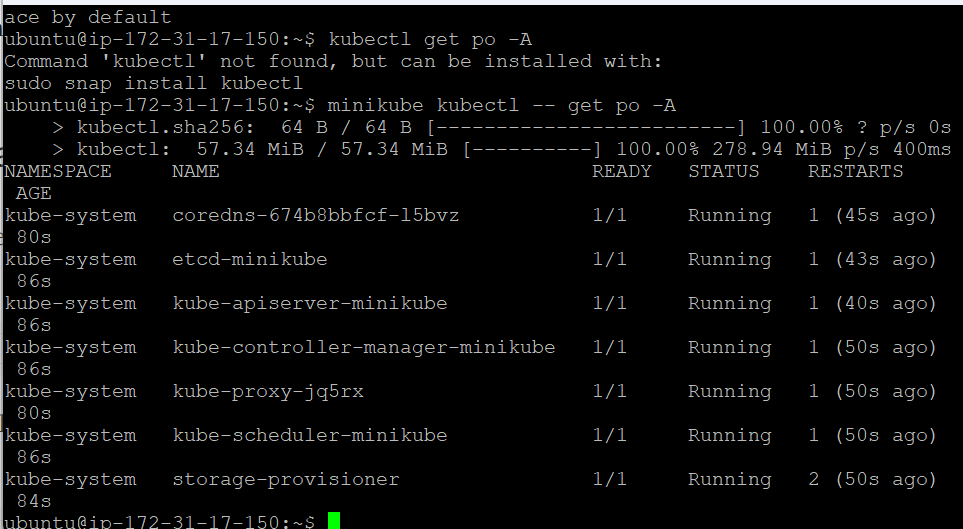 ace by default
ubuntu@ip-172-31-17-150:~$ kubectl get po -A
Command 'kubectl' not found, but can be installed with:
sudo snap install kubectl
ubuntu@ip-172-31-17-150:~$ minikube kubectl -- get po -A
    > kubectl.sha256:  64 B / 64 B [-------------------------] 100.00% ? p/s 0s
    > kubectl:  57.34 MiB / 57.34 MiB [----------] 100.00% 278.94 MiB p/s 400ms
NAMESPACE     NAME                               READY   STATUS    RESTARTS
 AGE
kube-system   coredns-674b8bbfcf-l5bvz           1/1     Running   1 (45s ago)
 80s
kube-system   etcd-minikube                      1/1     Running   1 (43s ago)
 86s
kube-system   kube-apiserver-minikube            1/1     Running   1 (40s ago)
 86s
kube-system   kube-controller-manager-minikube   1/1     Running   1 (50s ago)
 86s
kube-system   kube-proxy-jq5rx                   1/1     Running   1 (50s ago)
 80s
kube-system   kube-scheduler-minikube            1/1     Running   1 (50s ago)
 86s
kube-system   storage-provisioner                1/1     Running   2 (50s ago)
 84s
ubuntu@ip-172-31-17-150:~$